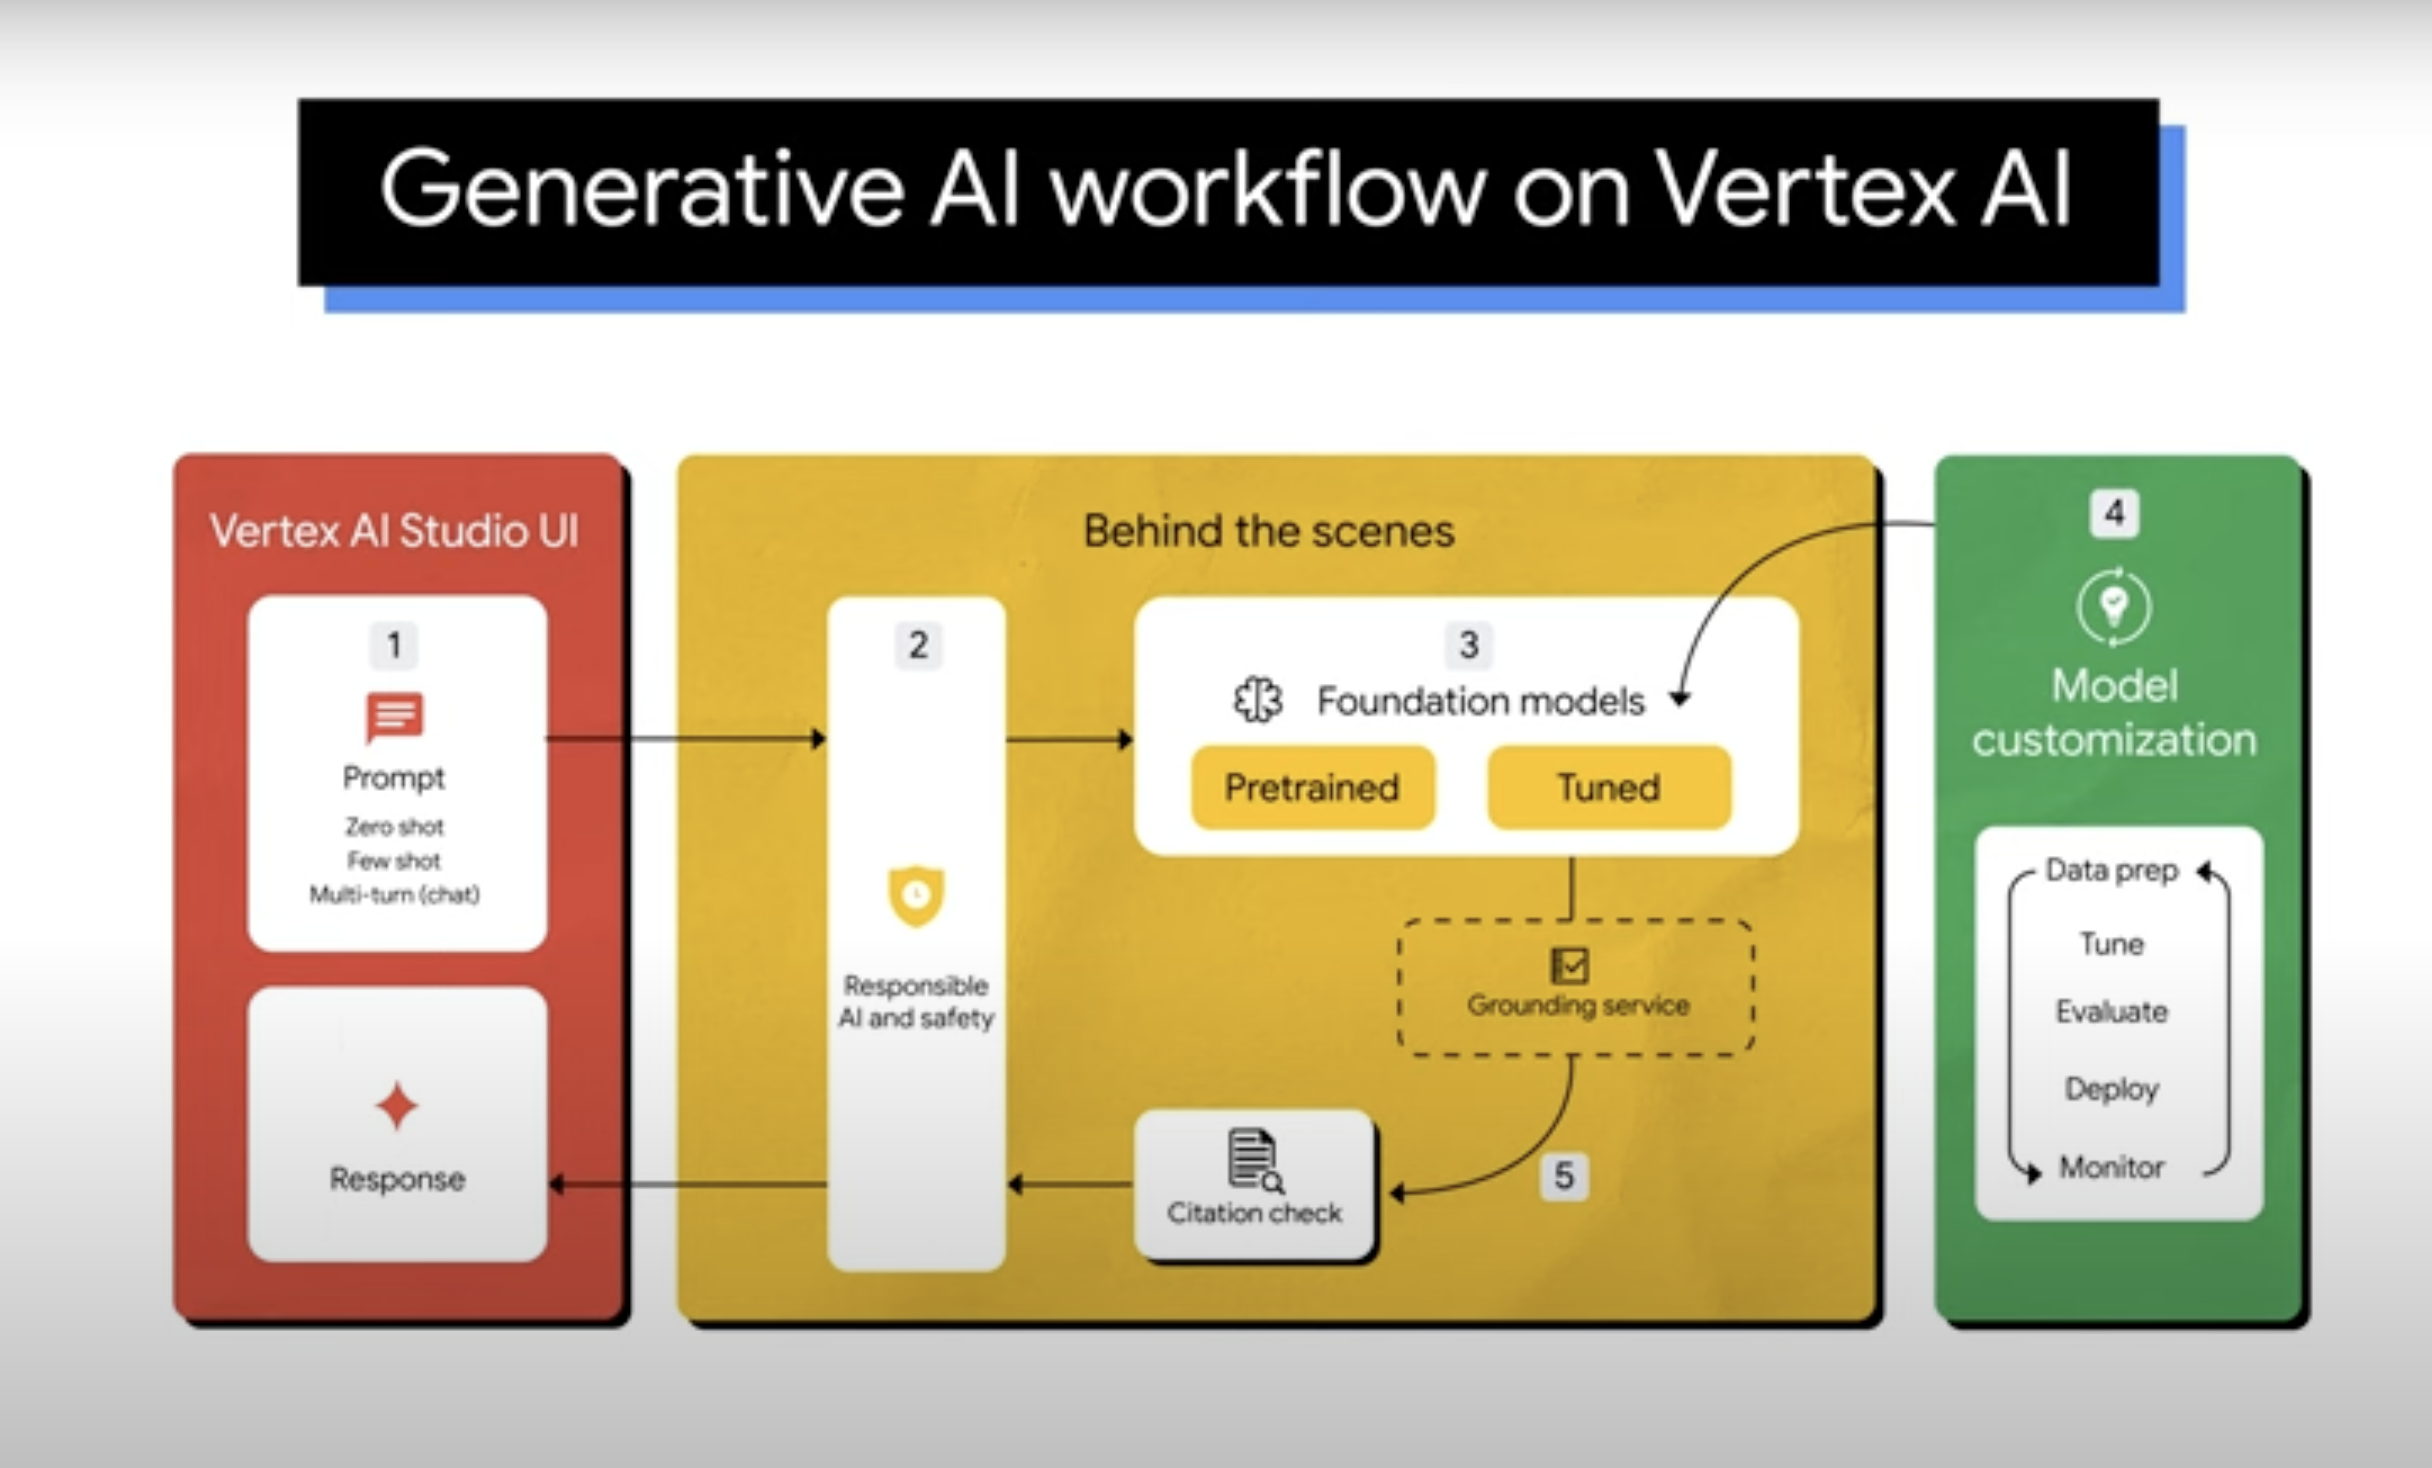 Generative AI workflow on Vertex AI
Vertex AI Studio UI
1
Prompt
Zero shot
Few shot
Multi-turn (chat)
Response
Behind the scenes
2
Responsible
AI and safety
3
Foundation models
Pretrained
Tuned
Grounding service
5
Citation check
4
Model
customization
Data prep
Tune
Evaluate
Deploy
Monitor